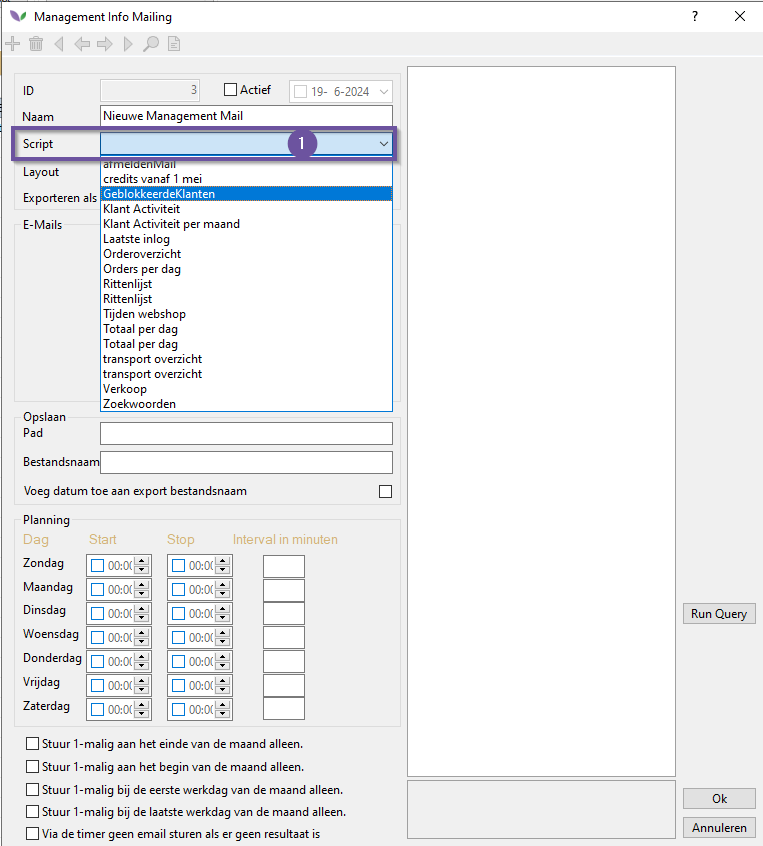 Management Info Mailing
?
ID
3
Actief
19- 6-2024
Naam
Nieuwe Management Mail
Script
1
Layout
Exporteren als
afmeldenMail
credits vanaf 1 mei
GeblokkeerdeKlanten
Klant Activiteit
Klant Activiteit per maand
Laatste inlog
Orderoverzicht
Orders per dag
Rittenlijst
Rittenlijst
Tijden webshop
Totaal per dag
Totaal per dag
transport overzicht
transport overzicht
Verkoop
Zoekwoorden
E-Mails
Opslaan
Pad
Bestandsnaam
Voeg datum toe aan export bestandsnaam
Planning
Dag Start Stop Interval in minuten
Zondag 00:0 00:0
Maandag 00:0 00:0
Dinsdag 00:0 00:0
Woensdag 00:0 00:0
Donderdag 00:0 00:0
Vrijdag 00:0 00:0
Zaterdag 00:0 00:0
Stuur 1-malig aan het einde van de maand alleen.
Stuur 1-malig aan het begin van de maand alleen.
Stuur 1-malig bij de eerste werkdag van de maand alleen.
Stuur 1-malig bij de laatste werkdag van de maand alleen.
Via de timer geen email sturen als er geen resultaat is
Run Query
Ok
Annuleren